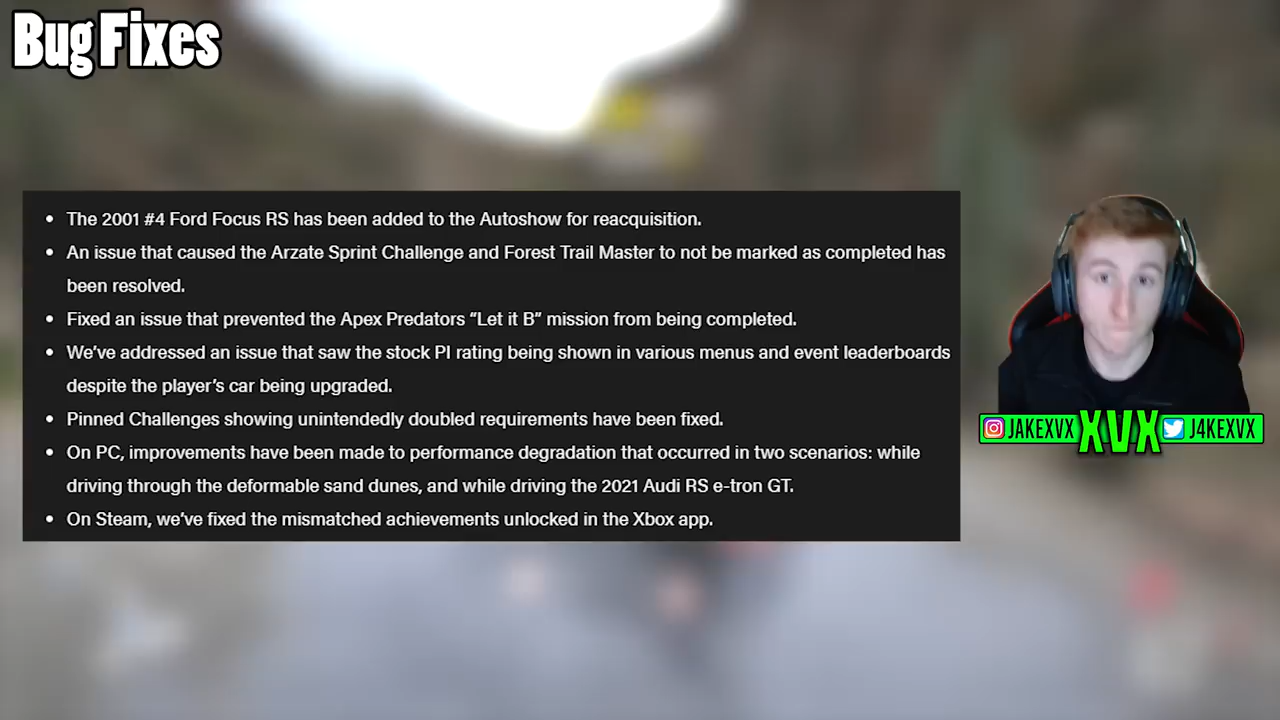 Bug Fixes
• The 2001 #4 Ford Focus RS has been added to the Autoshow for reacquisition.
• An issue that caused the Arzate Sprint Challenge and Forest Trail Master to not be marked as completed has
been resolved.
• Fixed an issue that prevented the Apex Predators “Let it B” mission from being completed.
• We’ve addressed an issue that saw the stock PI rating being shown in various menus and event leaderboards
despite the player’s car being upgraded.
• Pinned Challenges showing unintendedly doubled requirements have been fixed.
• On PC, improvements have been made to performance degradation that occurred in two scenarios: while
driving through the deformable sand dunes, and while driving the 2021 Audi RS e-tron GT.
• On Steam, we’ve fixed the mismatched achievements unlocked in the Xbox app.
JAKEXVX XVX J4KEXVX